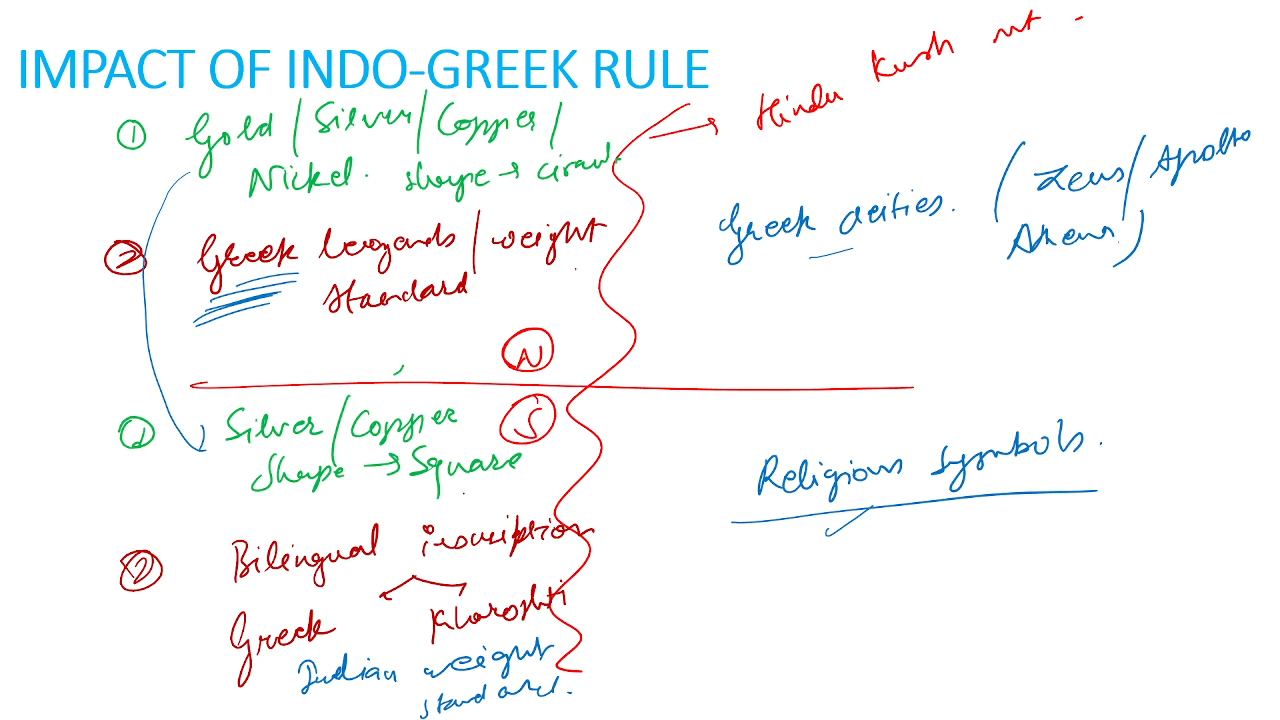 IMPACT OF INDO-GREEK RULE
Hindu Kush mt -
① Gold / Silver / Copper /
Nickel. shape → circul.
② Greek legends / weight
standard
Greek deities. ( Zeus / Apollo
Athena )
N
① Silver / Copper
Shape → Square
S
Religious symbols.
② Bilingual inscription
Greek Kharoshti
Indian weight
standard.